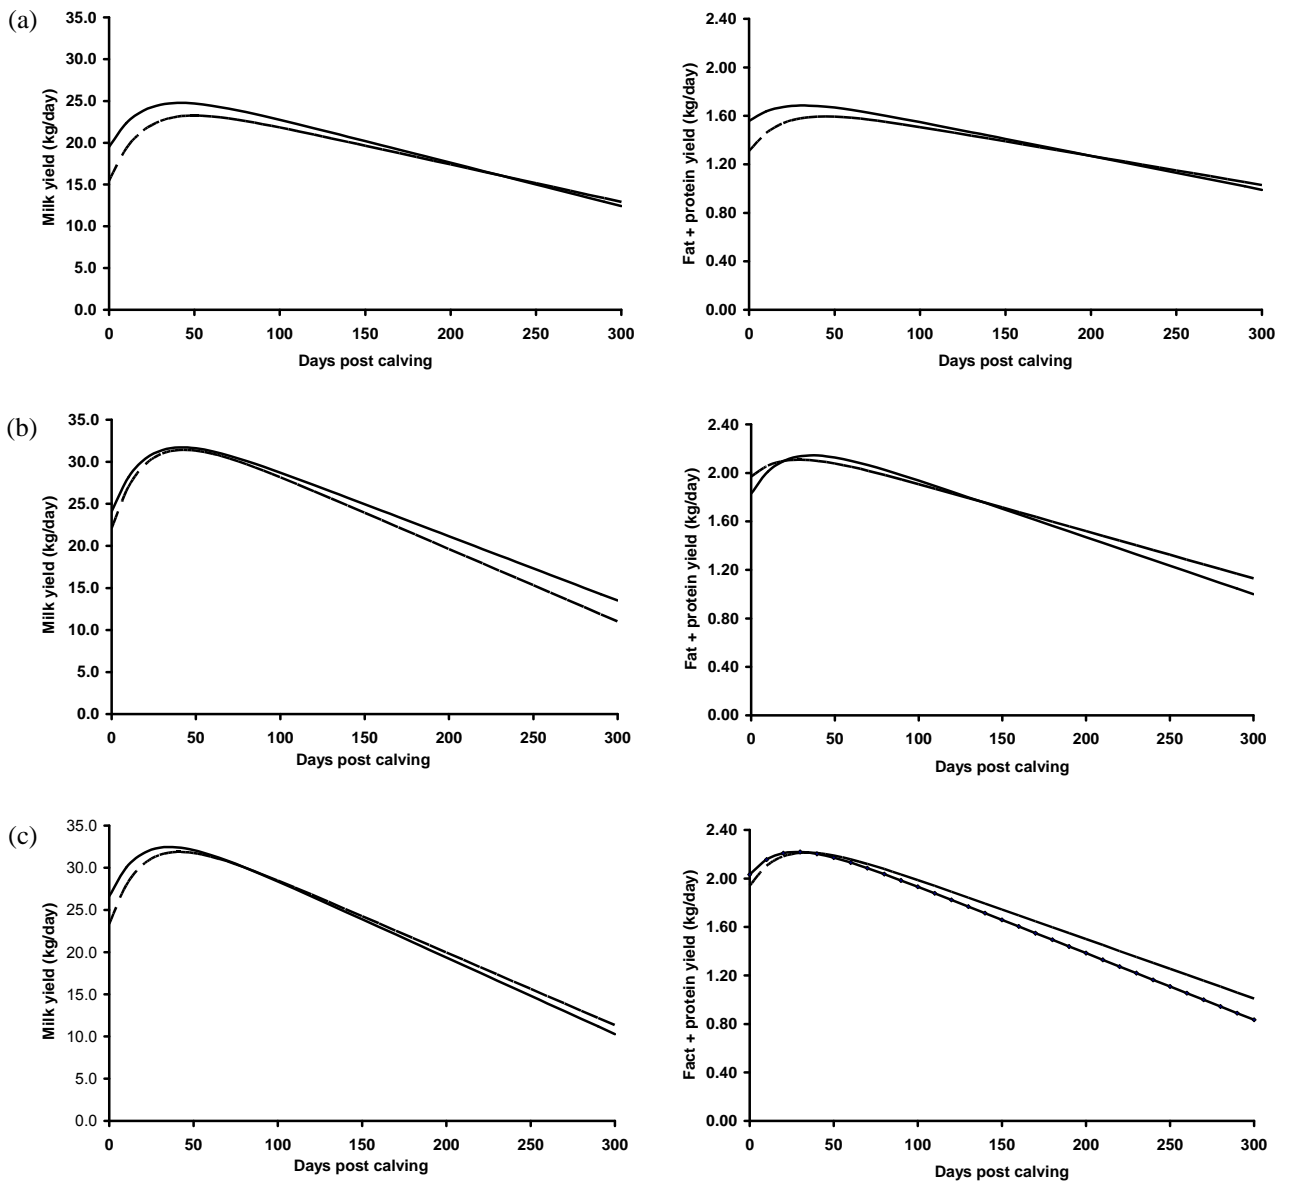 (a)
35.0
30.0
25.0
20.0
15.0
10.0
5.0
0.0
Milk yield (kg/day)
0 50 100 150 200 250 300
Days post calving
2.40
2.00
1.60
1.20
0.80
0.40
0.00
Fat + protein yield (kg/day)
0 50 100 150 200 250 300
Days post calving
(b)
35.0
30.0
25.0
20.0
15.0
10.0
5.0
0.0
Milk yield (kg/day)
0 50 100 150 200 250 300
Days post calving
2.40
2.00
1.60
1.20
0.80
0.40
0.00
Fat + protein yield (kg/day)
0 50 100 150 200 250 300
Days post calving
(c)
35.0
30.0
25.0
20.0
15.0
10.0
5.0
0.0
Milk yield (kg/day)
0 50 100 150 200 250 300
Days post calving
2.40
2.00
1.60
1.20
0.80
0.40
0.00
Fact + protein yield (kg/day)
0 50 100 150 200 250 300
Days post calving